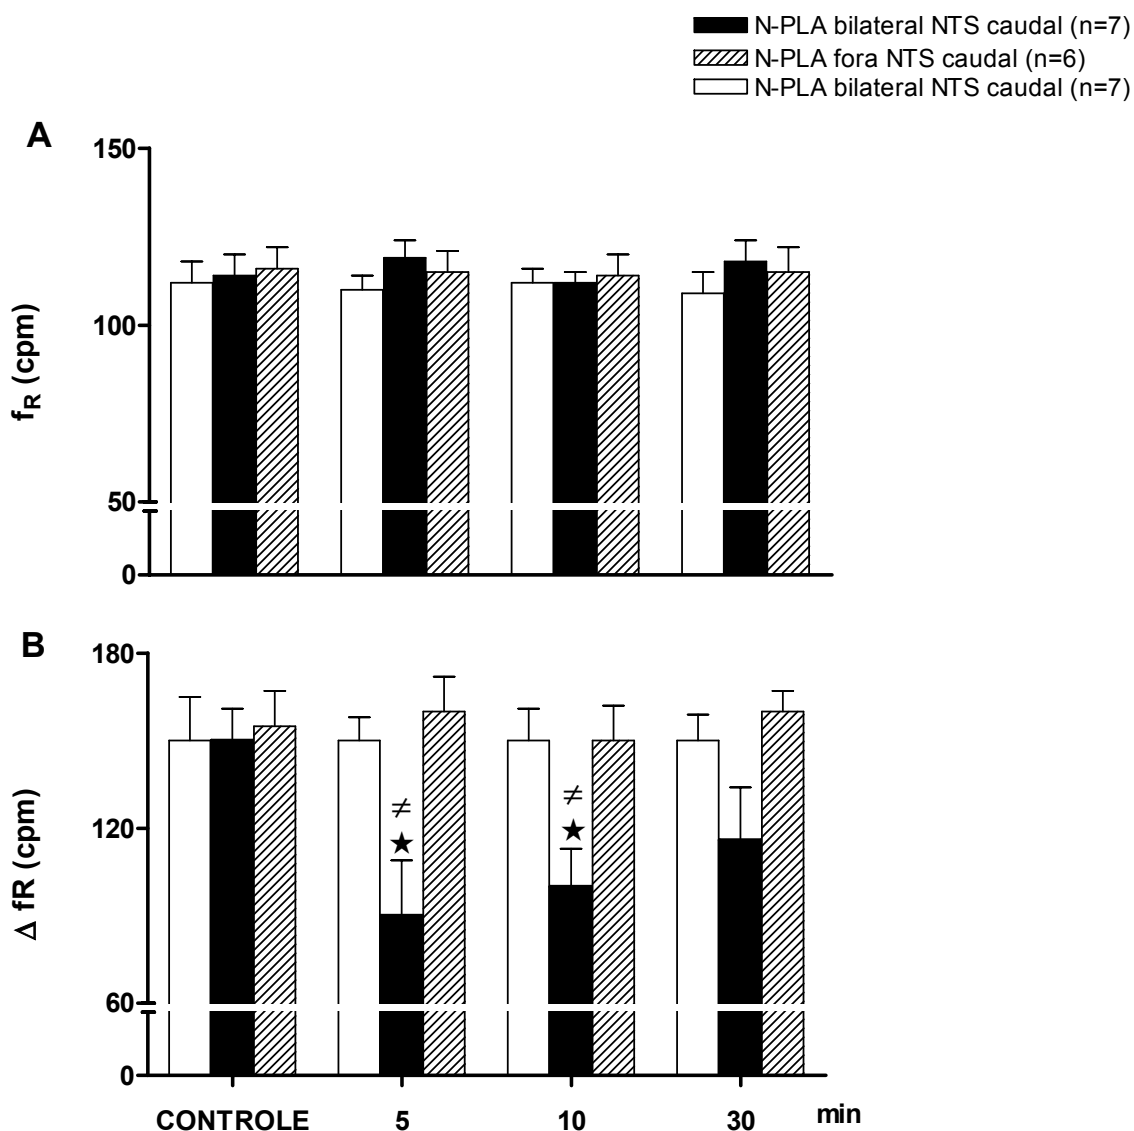 N-PLA bilateral NTS caudal (n=7)
N-PLA fora NTS caudal (n=6)
N-PLA bilateral NTS caudal (n=7)
A
150
100
50
0
fR (cpm)
B
180
120
60
0
Δ fR (cpm)
≠
★
≠
★
CONTROLE 5 10 30 min